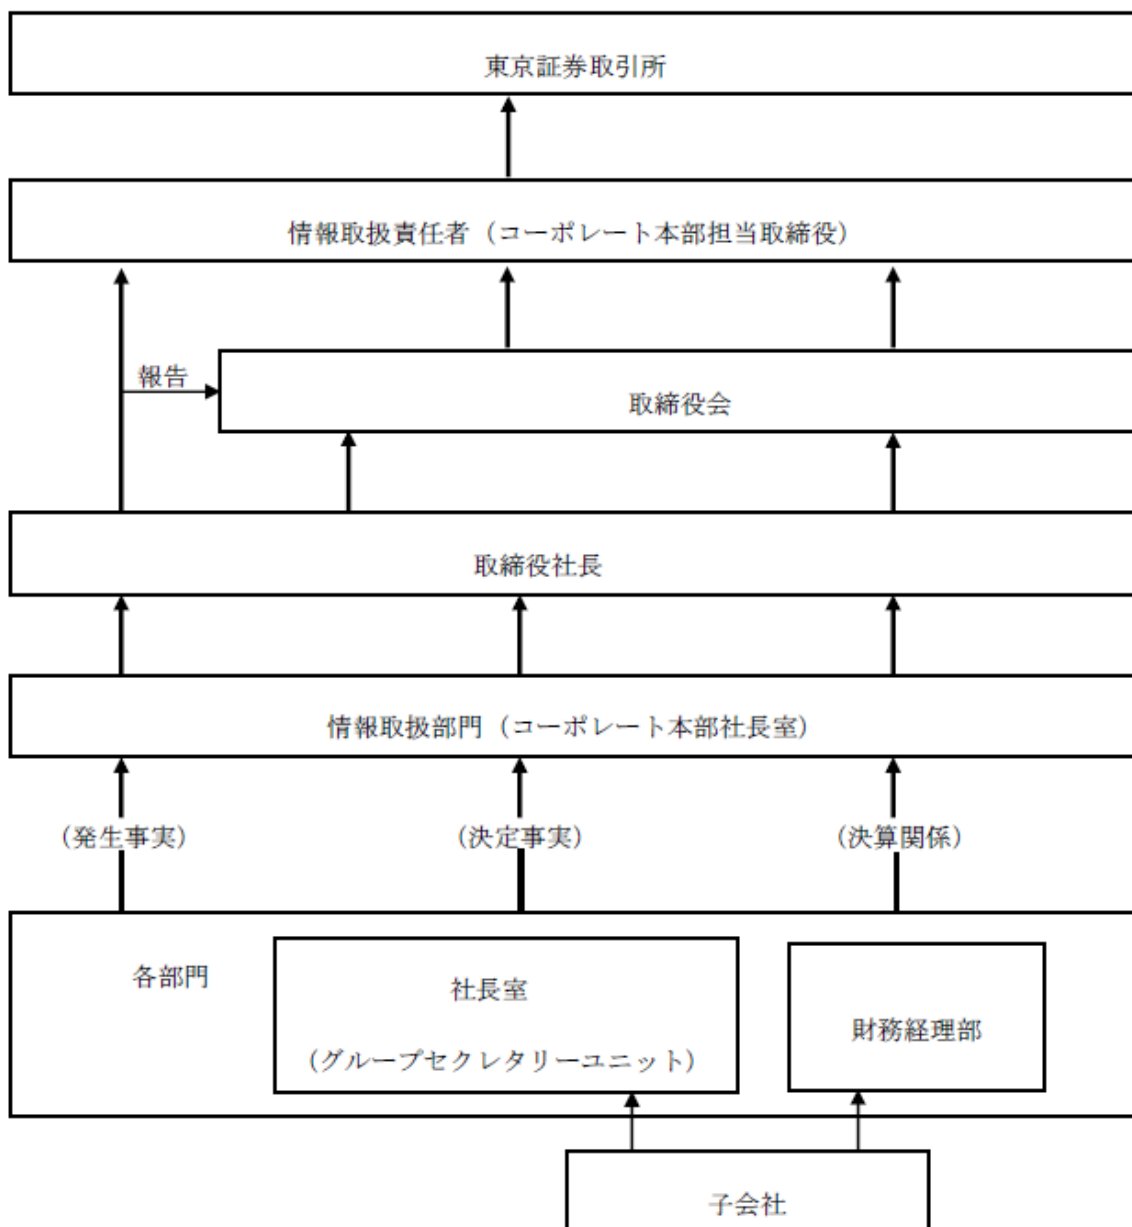 東京証券取引所
情報取扱責任者（コーポレート本部担当取締役）
報告
取締役会
取締役社長
情報取扱部門（コーポレート本部社長室）
（発生事実）
（決定事実）
（決算関係）
各部門
社長室
（グループセクレタリーユニット）
財務経理部
子会社